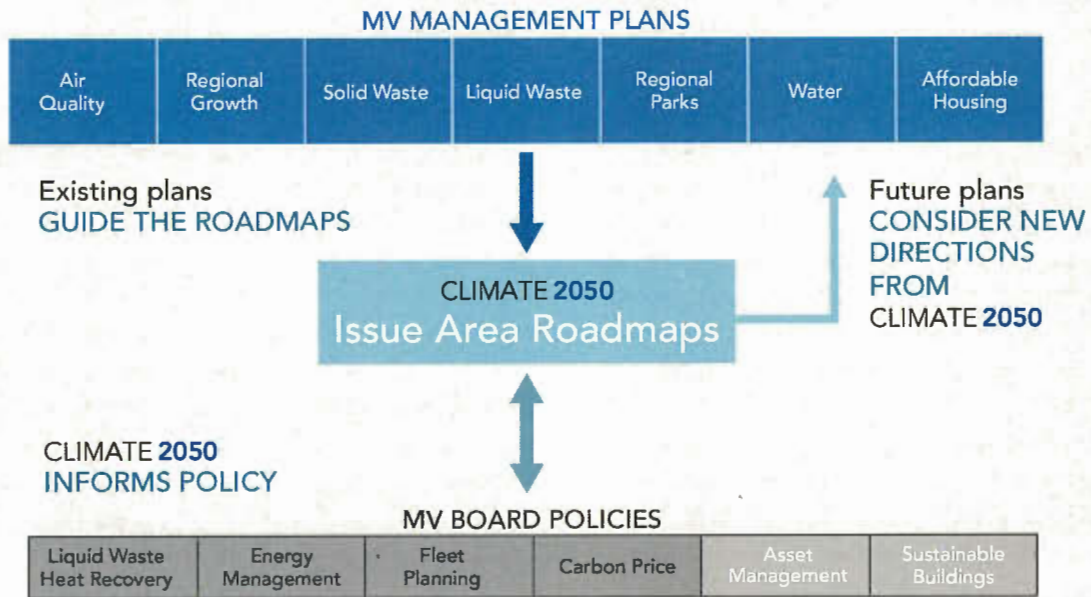 MV MANAGEMENT PLANS
Air
Quality
Regional
Growth
Solid Waste
Liquid Waste
Regional
Parks
Water
Affordable
Housing
Existing plans
GUIDE THE ROADMAPS
Future plans
CONSIDER NEW
DIRECTIONS
FROM
CLIMATE 2050
CLIMATE 2050
Issue Area Roadmaps
CLIMATE 2050
INFORMS POLICY
MV BOARD POLICIES
Liquid Waste
Heat Recovery
Energy
Management
Fleet
Planning
Carbon Price
Asset
Management
Sustainable
Buildings